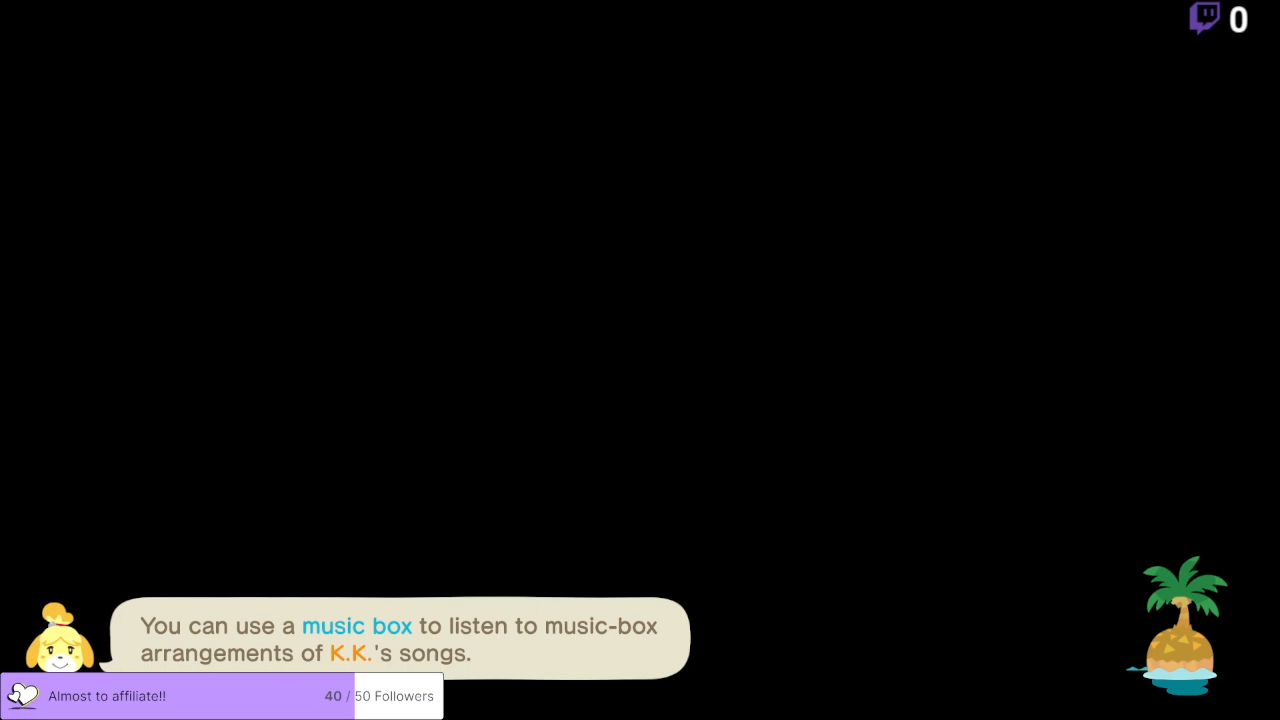 0
You can use a music box to listen to music-box
arrangements of K.K.'s songs.
Almost to affiliate!! 40 / 50 Followers